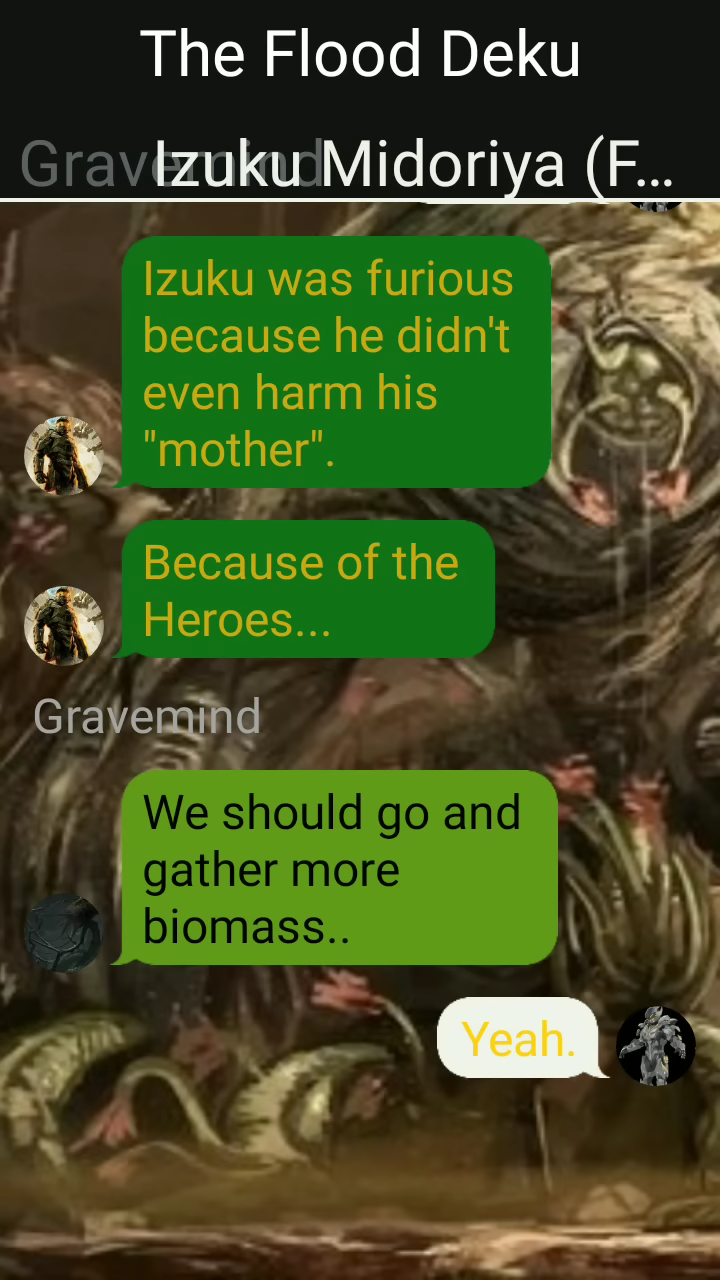 The Flood Deku
Gravemind
Izuku Midoriya (F...
Izuku was furious
because he didn't
even harm his
"mother".
Because of the
Heroes...
Gravemind
We should go and
gather more
biomass..
Yeah.